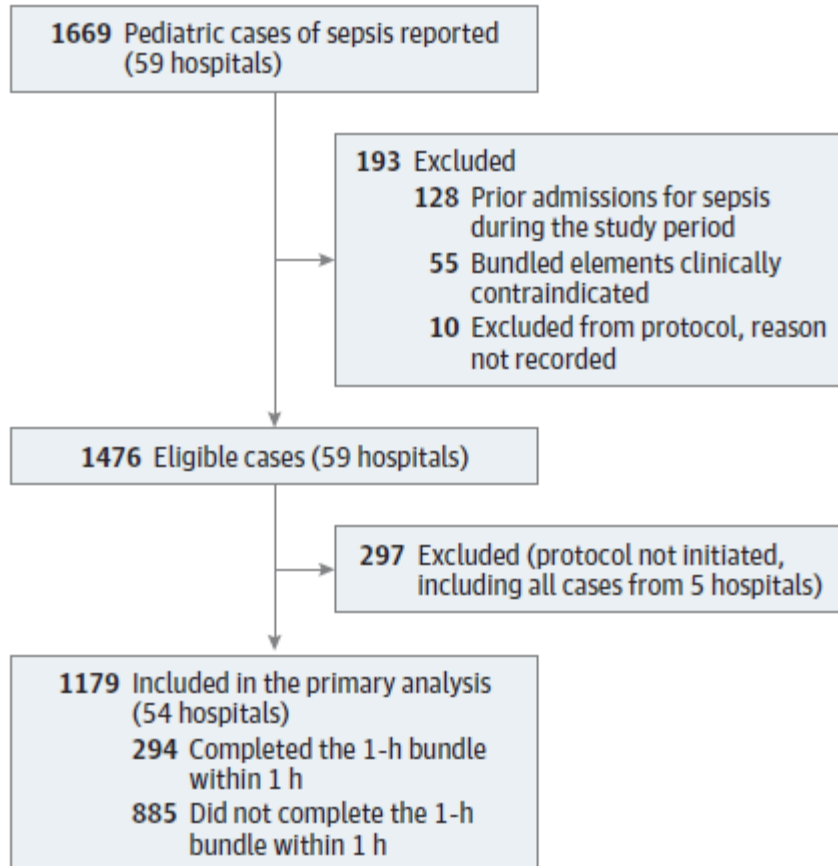 1669 Pediatric cases of sepsis reported
(59 hospitals)
193 Excluded
128 Prior admissions for sepsis
during the study period
55 Bundled elements clinically
contraindicated
10 Excluded from protocol, reason
not recorded
1476 Eligible cases (59 hospitals)
297 Excluded (protocol not initiated,
including all cases from 5 hospitals)
1179 Included in the primary analysis
(54 hospitals)
294 Completed the 1-h bundle
within 1 h
885 Did not complete the 1-h
bundle within 1 h